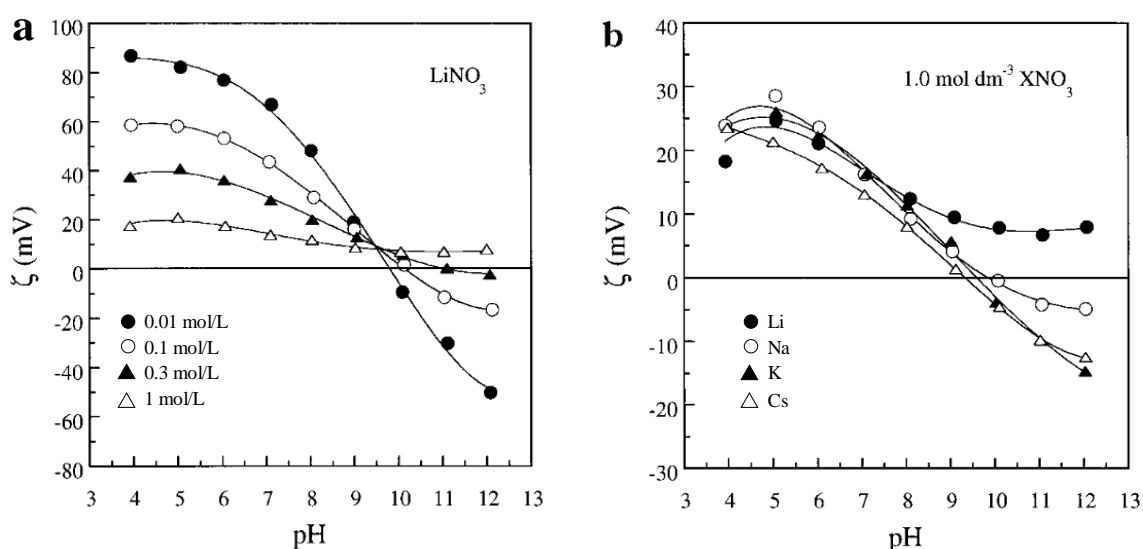 a
LiNO3
ζ (mV)
100
80
60
40
20
0
-20
-40
-60
-80
0.01 mol/L
0.1 mol/L
0.3 mol/L
1 mol/L
3 4 5 6 7 8 9 10 11 12 13
pH
b
1.0 mol dm-3 XNO3
ζ (mV)
40
30
20
10
0
-10
-20
-30
Li
Na
K
Cs
3 4 5 6 7 8 9 10 11 12 13
pH